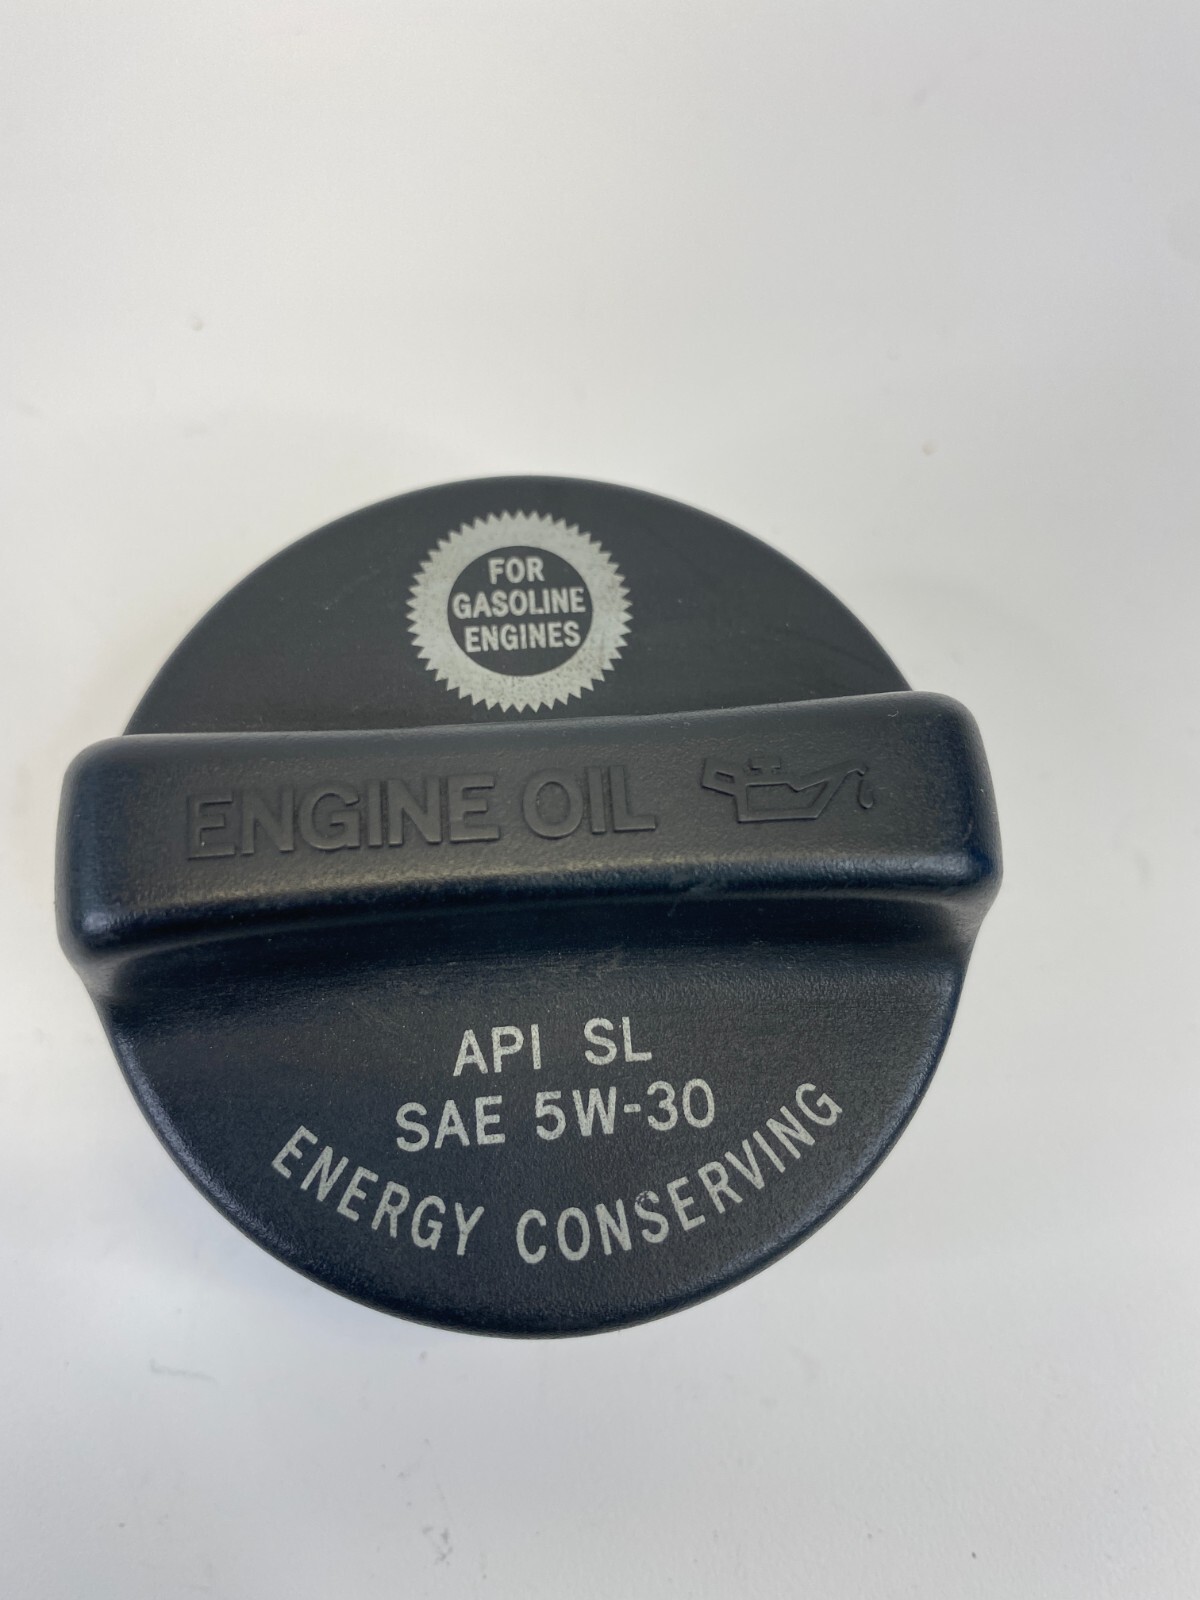 FOR
GASOLINE
ENGINES
ENGINE OIL
API SL
SAE 5W-30
ENERGY CONSERVING